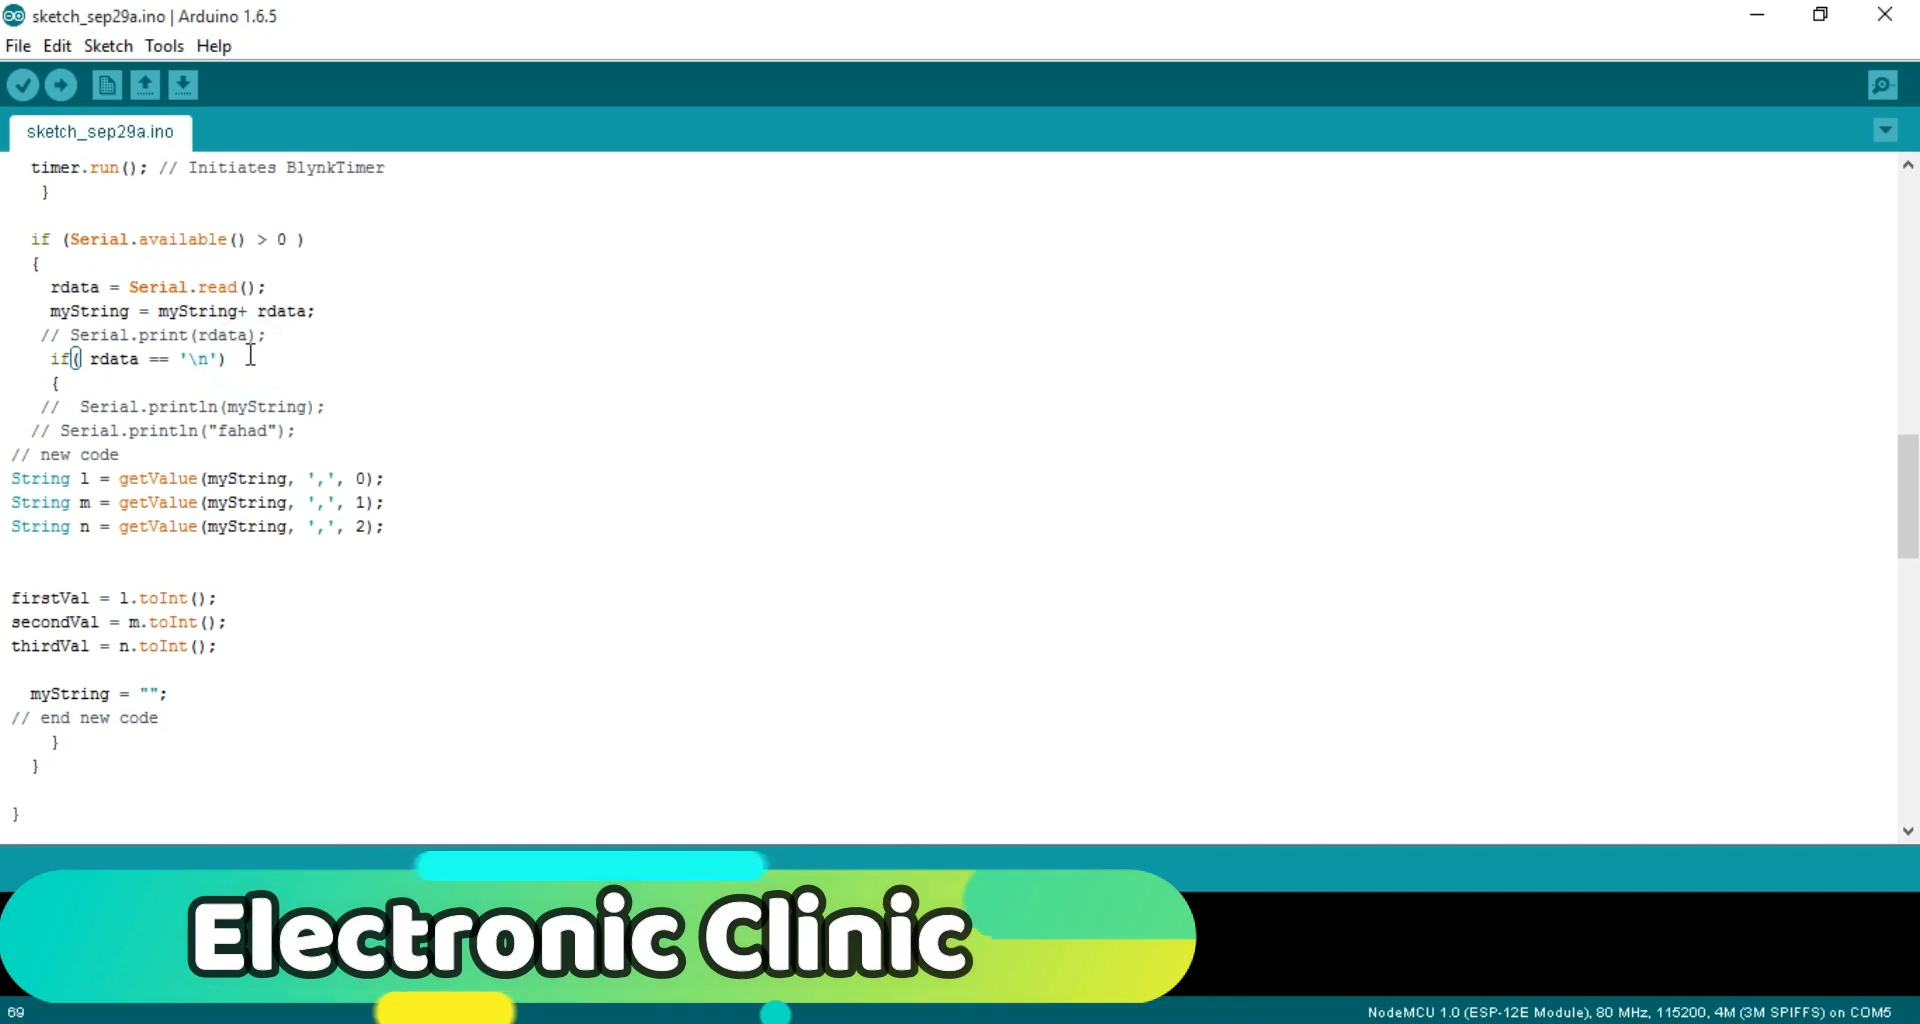 sketch_sep29a.ino | Arduino 1.6.5
File Edit Sketch Tools Help
sketch_sep29a.ino
timer.run(); // Initiates BlynkTimer
}
if (Serial.available() > 0 )
{
rdata = Serial.read();
myString = myString+ rdata;
// Serial.print(rdata);
if( rdata == '\n')
{
//  Serial.println(myString);
// Serial.println("fahad");
// new code
String l = getValue(myString, ',', 0);
String m = getValue(myString, ',', 1);
String n = getValue(myString, ',', 2);
firstVal = l.toInt();
secondVal = m.toInt();
thirdVal = n.toInt();
myString = "";
// end new code
}
}
}
Electronic Clinic
69
NodeMCU 1.0 (ESP-12E Module), 80 MHz, 115200, 4M (3M SPIFFS) on COM5